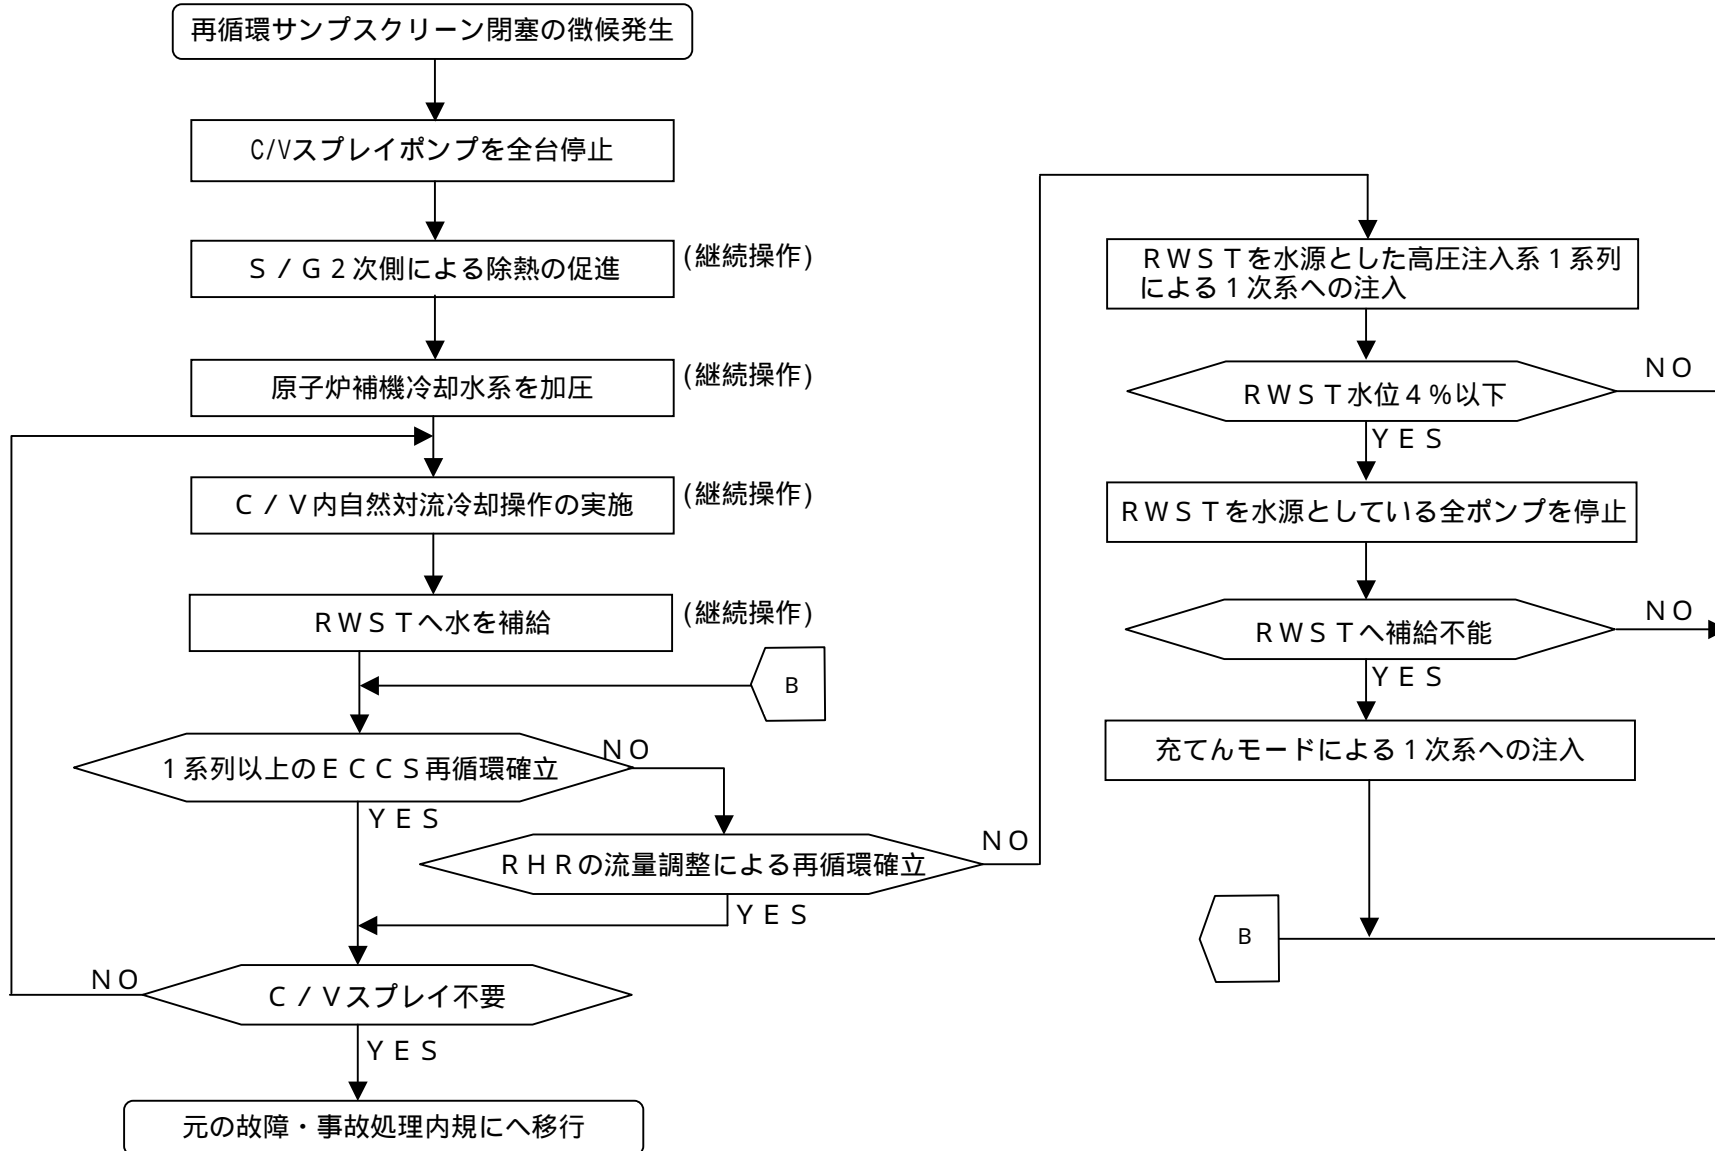 再循環サンプスクリーン閉塞の徴候発生
C/Vスプレイポンプを全台停止
S／G2次側による除熱の促進
(継続操作)
原子炉補機冷却水系を加圧
(継続操作)
C／V内自然対流冷却操作の実施
(継続操作)
RWSTへ水を補給
(継続操作)
B
1系列以上のECCS再循環確立
NO
YES
RHRの流量調整による再循環確立
NO
YES
C／Vスプレイ不要
NO
YES
元の故障・事故処理内規にへ移行
RWSTを水源とした高圧注入系1系列
による1次系への注入
RWST水位4%以下
NO
YES
RWSTを水源としている全ポンプを停止
RWSTへ補給不能
NO
YES
充てんモードによる1次系への注入
B